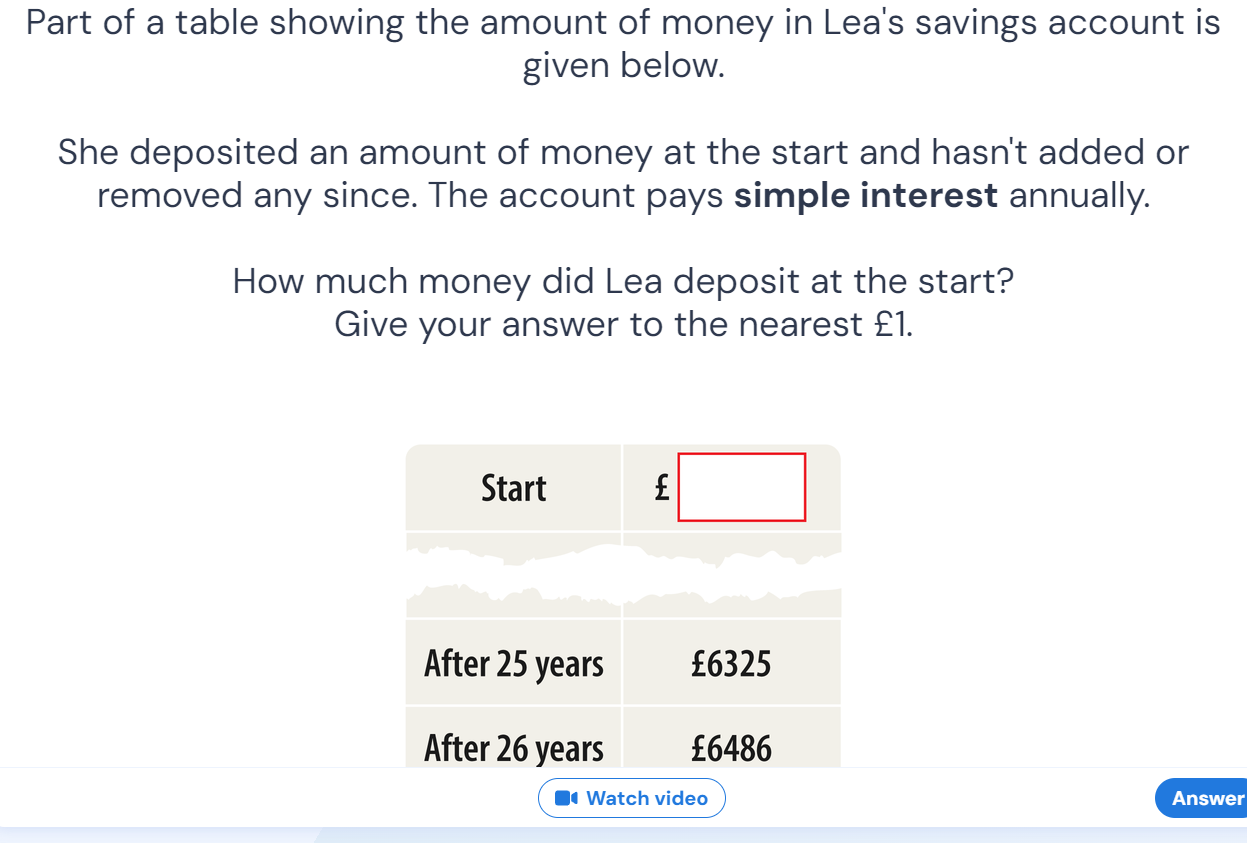 Part of a table showing the amount of money in Lea's savings account is
given below.
She deposited an amount of money at the start and hasn't added or
removed any since. The account pays simple interest annually.
How much money did Lea deposit at the start?
Give your answer to the nearest £1.
Start £
After 25 years £6325
After 26 years £6486
Watch video
Answer